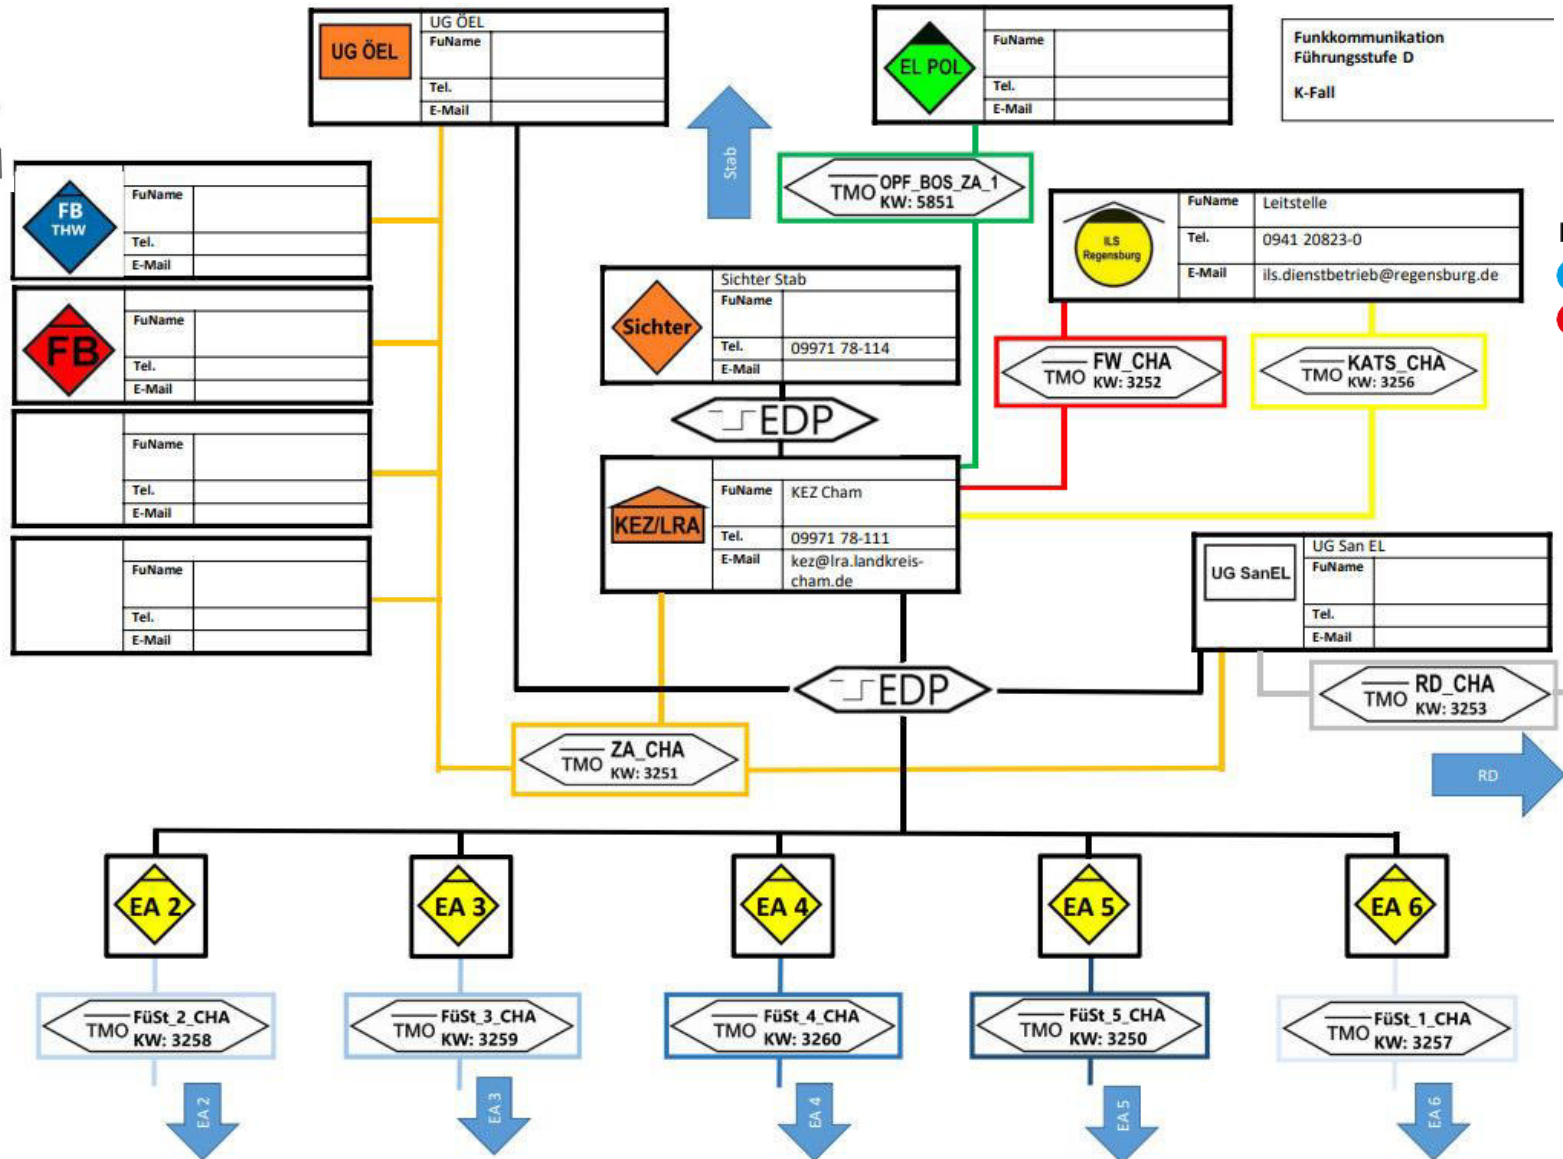 UG ÖEL
UG ÖEL
FuName
Tel.
E-Mail
EL POL
FuName
Tel.
E-Mail
Funkkommunikation
Führungsstufe D
K-Fall
Stab
TMO OPF_BOS_ZA_1
KW: 5851
FB
THW
FuName
Tel.
E-Mail
ILS
Regensburg
FuName Leitstelle
Tel. 0941 20823-0
E-Mail ils.dienstbetrieb@regensburg.de
FB
FuName
Tel.
E-Mail
Sichter
Sichter Stab
FuName
Tel. 09971 78-114
E-Mail
TMO FW_CHA
KW: 3252
TMO KATS_CHA
KW: 3256
EDP
FuName
Tel.
E-Mail
KEZ/LRA
FuName KEZ Cham
Tel. 09971 78-111
E-Mail kez@lra.landkreis-
cham.de
FuName
Tel.
E-Mail
UG SanEL
UG San EL
FuName
Tel.
E-Mail
EDP
TMO RD_CHA
KW: 3253
TMO ZA_CHA
KW: 3251
RD
EA 2
EA 3
EA 4
EA 5
EA 6
TMO FüSt_2_CHA
KW: 3258
TMO FüSt_3_CHA
KW: 3259
TMO FüSt_4_CHA
KW: 3260
TMO FüSt_5_CHA
KW: 3250
TMO FüSt_1_CHA
KW: 3257
EA 2
EA 3
EA 4
EA 5
EA 6